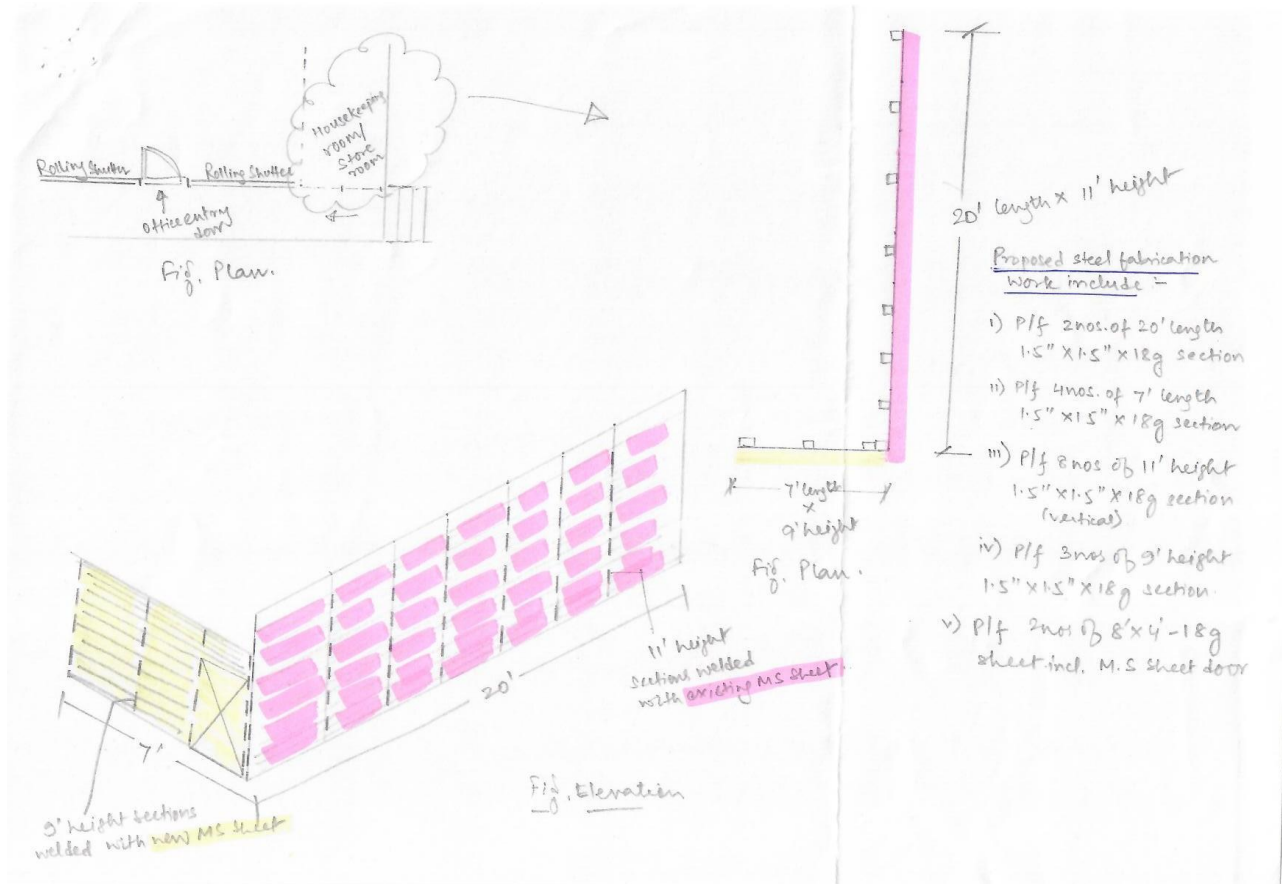 Housekeeping
room/
store
room
Rolling Shutter
Rolling Shutter
Office entry
door
Fig. Plan.
20' length x 11' height
Proposed steel fabrication
work include :-
i) P/f 2nos. of 20' length
1.5" X 1.5" x 18g section
ii) P/f 4nos. of 7' length
1.5" x 1.5" x 18g section
iii) P/f 8nos of 11' height
1.5" x 1.5" x 18g section
(vertical)
iv) P/f 3nos of 9' height
1.5" x 1.5" x 18g section.
v) P/f 2nos of 8'x4'-18g
sheet incl. M.S sheet door
7' length
x
9' height
Fig. Plan.
11' height
sections welded
with existing MS sheet.
20'
7'
9' height sections
welded with new MS sheet
Fig. Elevation